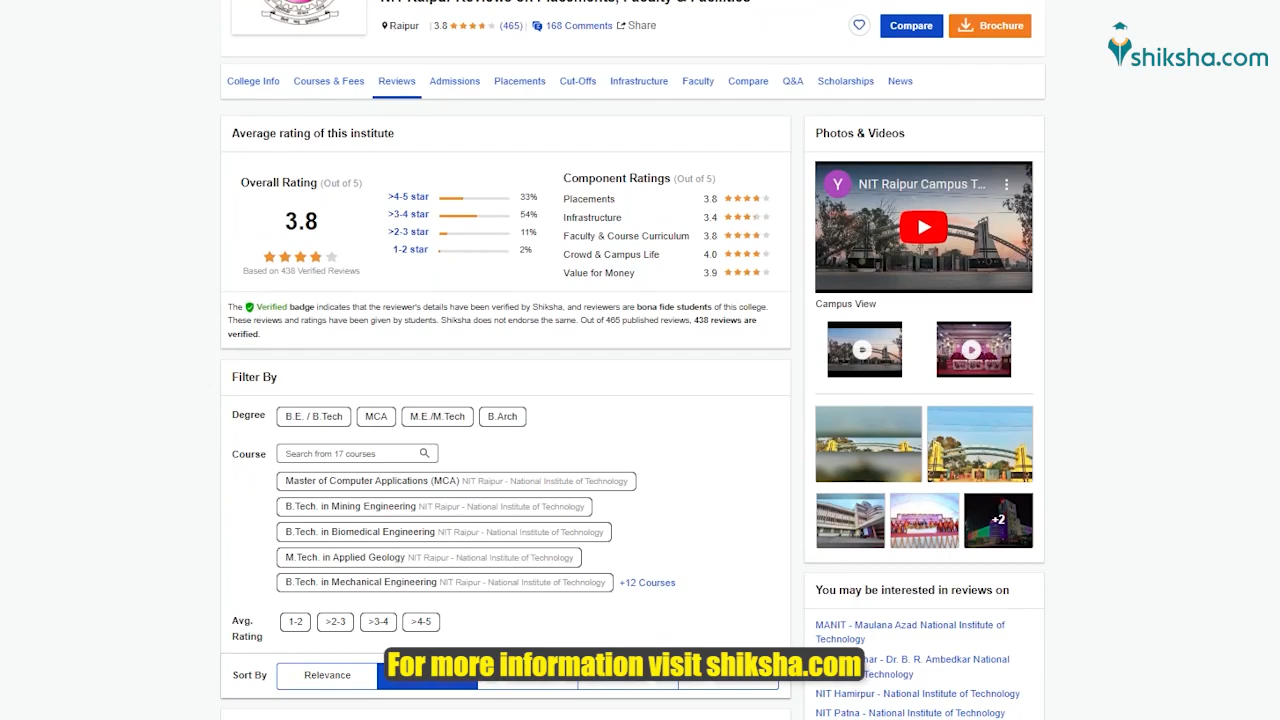 NIT Raipur Reviews on Placements, Faculty & Facilities
Raipur 3.8 (465) 168 Comments Share
Compare
Brochure
shiksha.com
College Info Courses & Fees Reviews Admissions Placements Cut-Offs Infrastructure Faculty Compare Q&A Scholarships News
Average rating of this institute
Overall Rating (Out of 5)
3.8
Based on 438 Verified Reviews
>4-5 star 33%
>3-4 star 54%
>2-3 star 11%
1-2 star 2%
Component Ratings (Out of 5)
Placements 3.8
Infrastructure 3.4
Faculty & Course Curriculum 3.8
Crowd & Campus Life 4.0
Value for Money 3.9
The Verified badge indicates that the reviewer's details have been verified by Shiksha, and reviewers are bona fide students of this college.
These reviews and ratings have been given by students. Shiksha does not endorse the same. Out of 465 published reviews, 438 reviews are
verified.
Filter By
Degree B.E. / B.Tech MCA M.E./M.Tech B.Arch
Course Search from 17 courses
Master of Computer Applications (MCA) NIT Raipur - National Institute of Technology
B.Tech. in Mining Engineering NIT Raipur - National Institute of Technology
B.Tech. in Biomedical Engineering NIT Raipur - National Institute of Technology
M.Tech. in Applied Geology NIT Raipur - National Institute of Technology
B.Tech. in Mechanical Engineering NIT Raipur - National Institute of Technology +12 Courses
Avg.
Rating
1-2 >2-3 >3-4 >4-5
Sort By Relevance
For more information visit shiksha.com
Photos & Videos
Y NIT Raipur Campus T...
Campus View
+2
You may be interested in reviews on
MANIT - Maulana Azad National Institute of
Technology
- Dr. B. R. Ambedkar National
NIT Hamirpur - National Institute of Technology
NIT Patna - National Institute of Technology